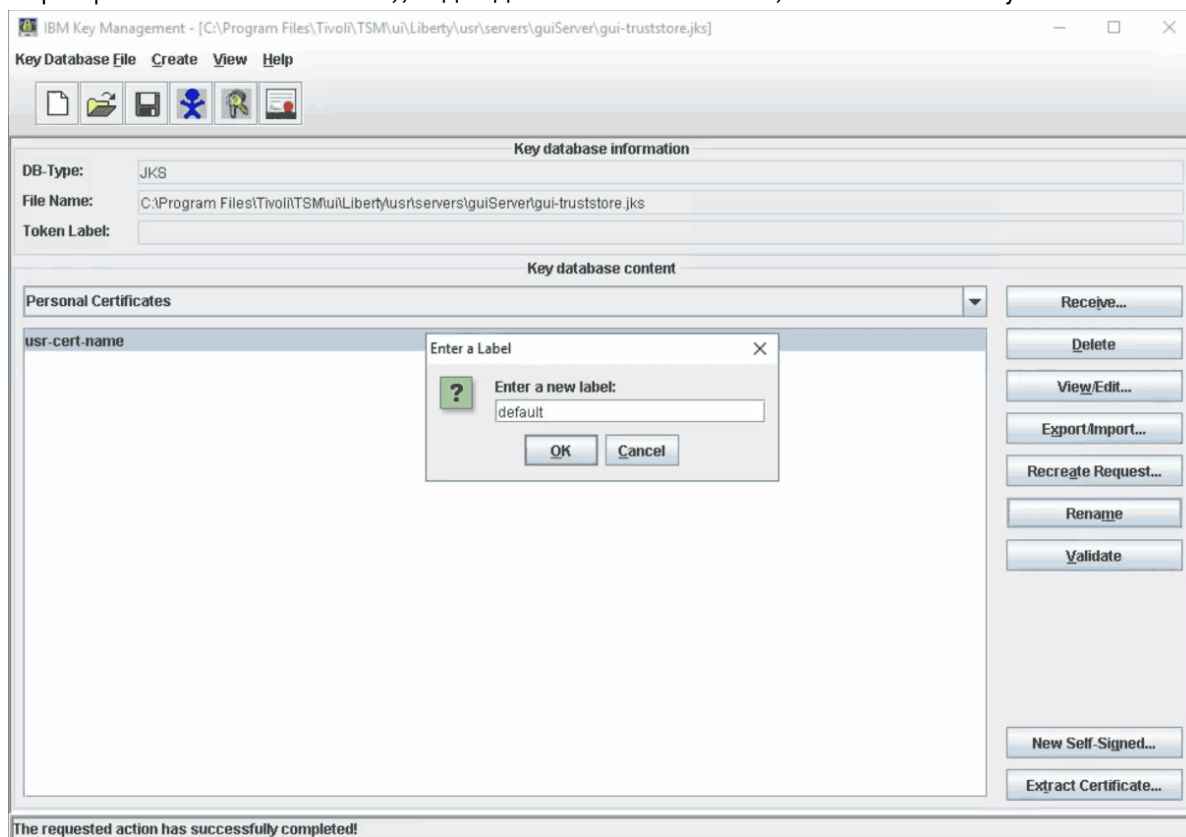 IBM Key Management - [C:\Program Files\Tivoli\TSM\ui\Liberty\usr\servers\guiServer\gui-truststore.jks]
Key Database File Create View Help
Key database information
DB-Type: JKS
File Name: C:\Program Files\Tivoli\TSM\ui\Liberty\usr\servers\guiServer\gui-truststore.jks
Token Label:
Key database content
Personal Certificates
Receive...
usr-cert-name
Delete
View/Edit...
Export/Import...
Recreate Request...
Rename
Validate
New Self-Signed...
Extract Certificate...
Enter a Label
Enter a new label:
default
OK Cancel
The requested action has successfully completed!